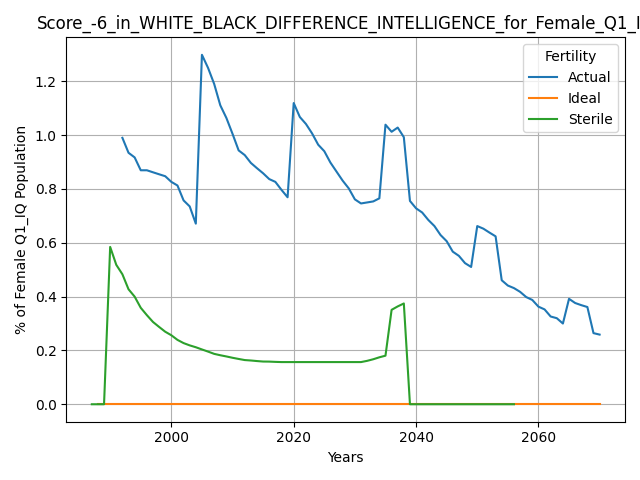 Score_-6_in_WHITE_BLACK_DIFFERENCE_INTELLIGENCE_for_Female_Q1_I
Fertility
Actual
Ideal
Sterile
% of Female Q1_IQ Population
1.2
1.0
0.8
0.6
0.4
0.2
0.0
2000
2020
2040
2060
Years